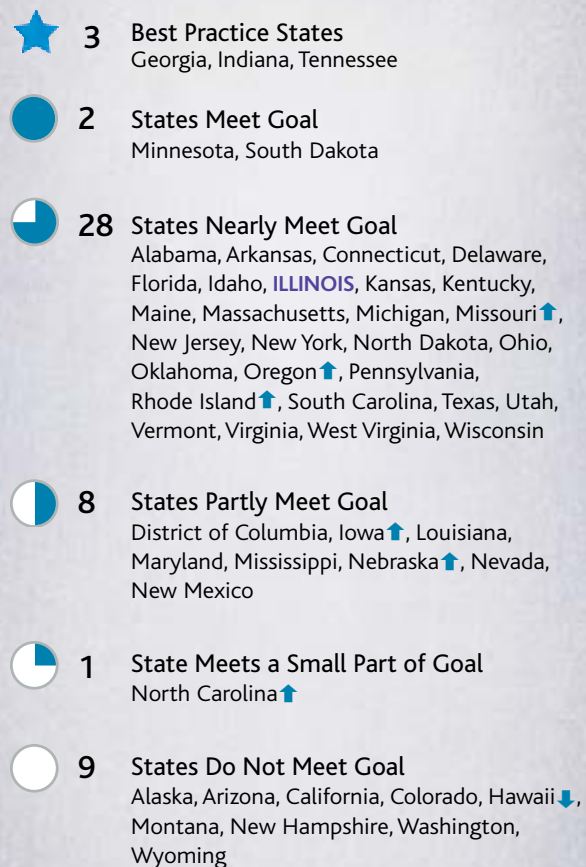 3 Best Practice States
Georgia, Indiana, Tennessee
2 States Meet Goal
Minnesota, South Dakota
28 States Nearly Meet Goal
Alabama, Arkansas, Connecticut, Delaware,
Florida, Idaho, ILLINOIS, Kansas, Kentucky,
Maine, Massachusetts, Michigan, Missouri⬆,
New Jersey, New York, North Dakota, Ohio,
Oklahoma, Oregon⬆, Pennsylvania,
Rhode Island⬆, South Carolina, Texas, Utah,
Vermont, Virginia, West Virginia, Wisconsin
8 States Partly Meet Goal
District of Columbia, Iowa⬆, Louisiana,
Maryland, Mississippi, Nebraska⬆, Nevada,
New Mexico
1 State Meets a Small Part of Goal
North Carolina⬆
9 States Do Not Meet Goal
Alaska, Arizona, California, Colorado, Hawaii⬇,
Montana, New Hampshire, Washington,
Wyoming